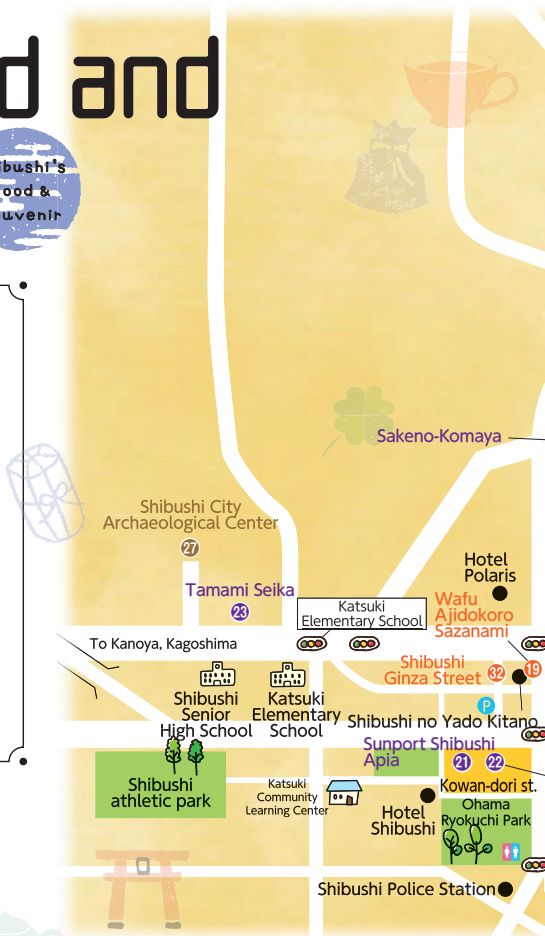 d and
ibushi's
ood &
uvenir
Sakeno-Komaya
Shibushi City
Archaeological Center
27
Tamami Seika
23
Hotel
Polaris
Katsuki
Elementary School
Wafu
Ajidokoro
Sazanami
To Kanoya, Kagoshima
Shibushi
Ginza Street
32
19
Shibushi
Senior
High School
Katsuki
Elementary
School
P
Shibushi no Yado Kitano
Sunport Shibushi
Apia
21
22
Kowan-dori st.
Shibushi
athletic park
Katsuki
Community
Learning Center
Hotel
Shibushi
Ohama
Ryokuchi Park
Shibushi Police Station